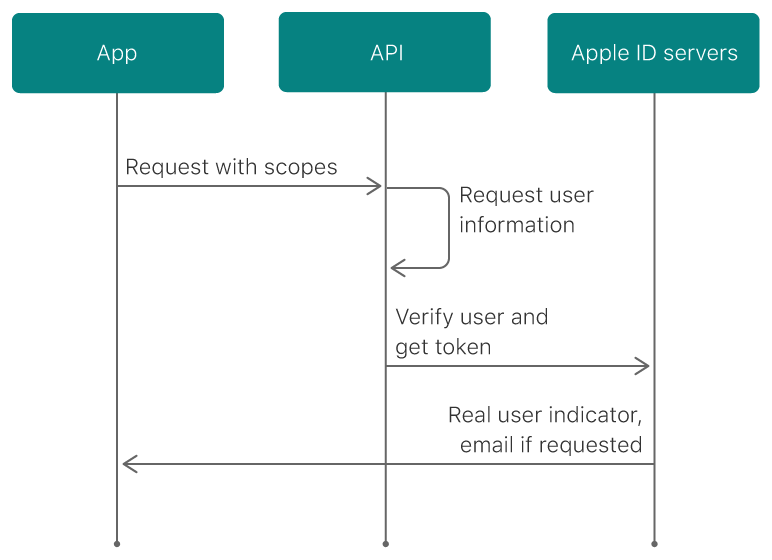 App
API
Apple ID servers
Request with scopes
Request user
information
Verify user and
get token
Real user indicator,
email if requested